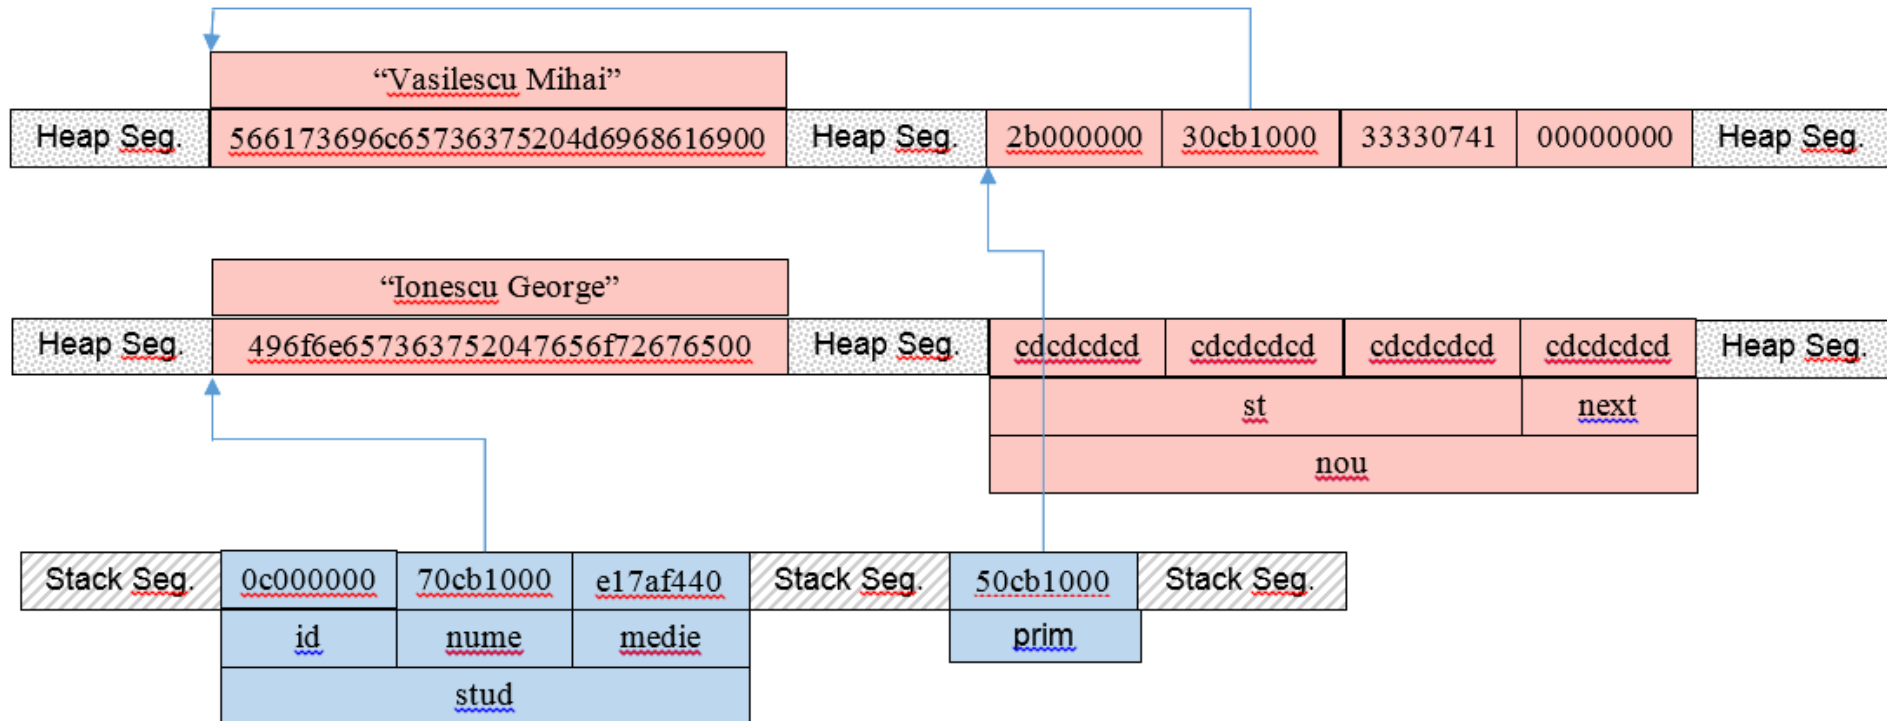 “Vasilescu Mihai”
Heap Seg. 566173696c65736375204d6968616900 Heap Seg. 2b000000 30cb1000 33330741 00000000 Heap Seg.
“Ionescu George”
Heap Seg. 496f6e657363752047656f72676500 Heap Seg. cdcdcdcd cdcdcdcd cdcdcdcd cdcdcdcd Heap Seg.
st next
nou
Stack Seg. 0c000000 70cb1000 e17af440 Stack Seg. 50cb1000 Stack Seg.
id nume medie prim
stud